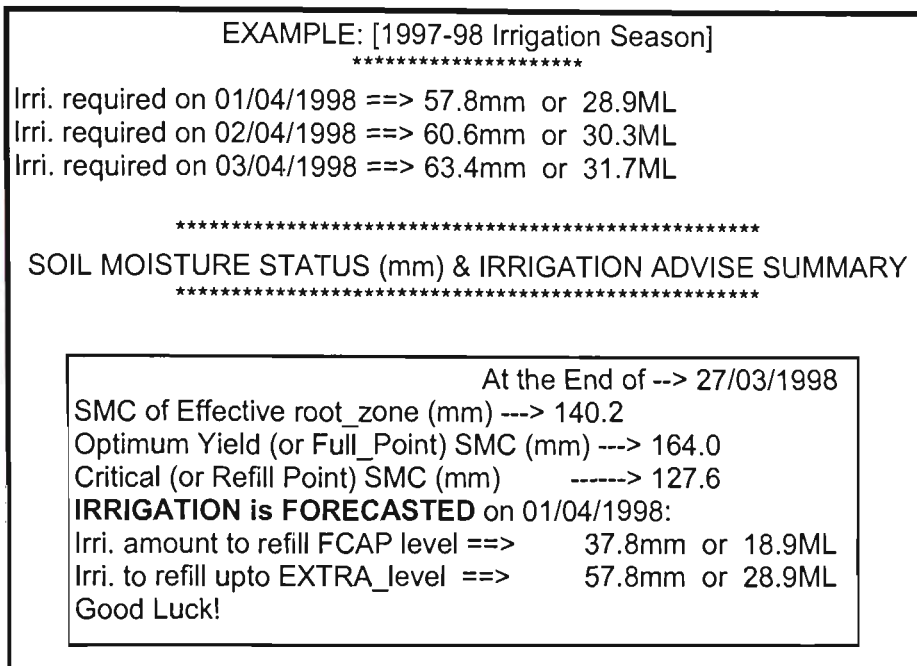 EXAMPLE: [1997-98 Irrigation Season]
*********************
Irri. required on 01/04/1998 ==> 57.8mm or 28.9ML
Irri. required on 02/04/1998 ==> 60.6mm or 30.3ML
Irri. required on 03/04/1998 ==> 63.4mm or 31.7ML
*****************************************************
SOIL MOISTURE STATUS (mm) & IRRIGATION ADVISE SUMMARY
*****************************************************
At the End of --> 27/03/1998
SMC of Effective root_zone (mm) ---> 140.2
Optimum Yield (or Full_Point) SMC (mm) ---> 164.0
Critical (or Refill Point) SMC (mm) ------> 127.6
IRRIGATION is FORECASTED on 01/04/1998:
Irri. amount to refill FCAP level ==> 37.8mm or 18.9ML
Irri. to refill upto EXTRA_level ==> 57.8mm or 28.9ML
Good Luck!